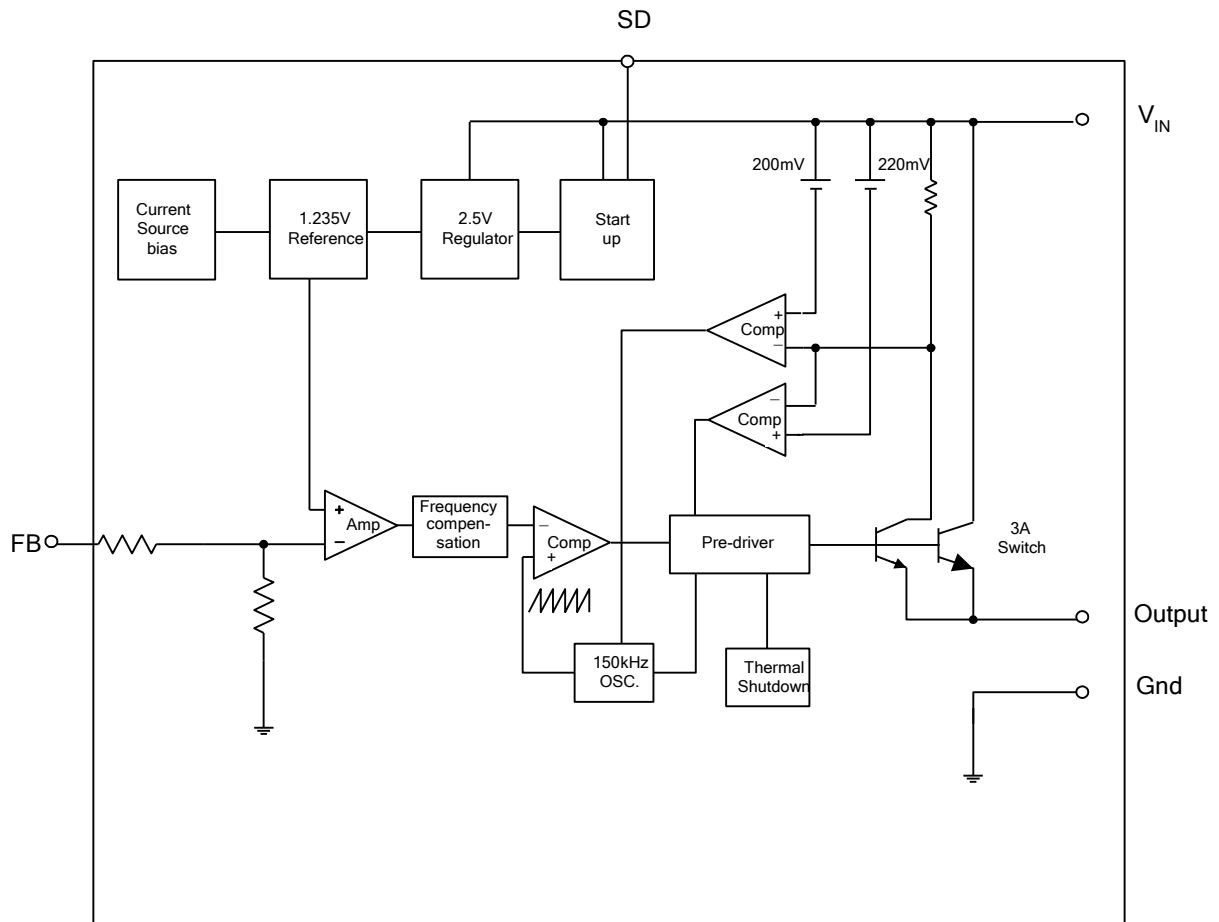 SD
V_IN
200mV
220mV
Current
Source
bias
1.235V
Reference
2.5V
Regulator
Start
up
+
Comp
−
−
Comp
+
FB
+
Amp
−
Frequency
compen-
sation
−
Comp
+
Pre-driver
3A
Switch
150kHz
OSC.
Thermal
Shutdown
Output
Gnd